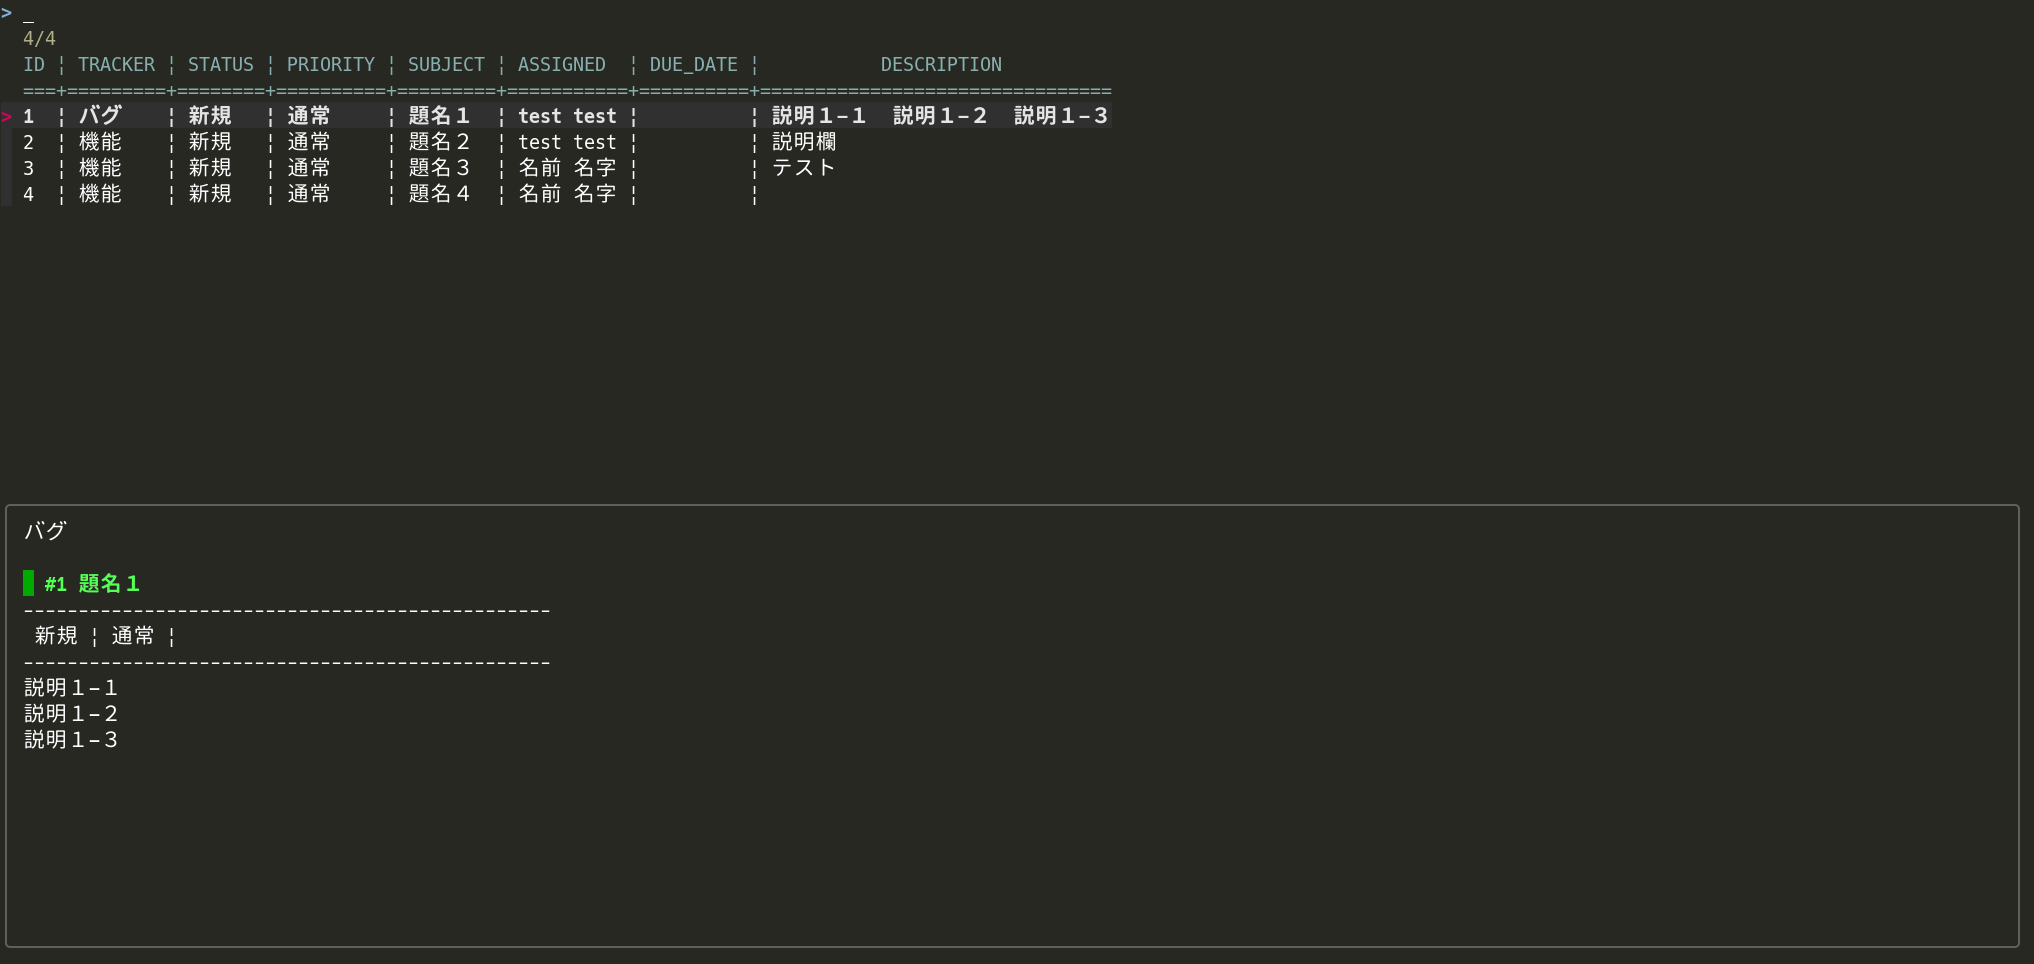 > _
4/4
ID ¦ TRACKER ¦ STATUS ¦ PRIORITY ¦ SUBJECT ¦ ASSIGNED ¦ DUE_DATE ¦ DESCRIPTION
===+=========+========+==========+=========+===========+==========+================================
> 1 ¦ バグ ¦ 新規 ¦ 通常 ¦ 題名１ ¦ test test ¦ ¦ 説明１−１ 説明１−２ 説明１−３
2 ¦ 機能 ¦ 新規 ¦ 通常 ¦ 題名２ ¦ test test ¦ ¦ 説明欄
3 ¦ 機能 ¦ 新規 ¦ 通常 ¦ 題名３ ¦ 名前 名字 ¦ ¦ テスト
4 ¦ 機能 ¦ 新規 ¦ 通常 ¦ 題名４ ¦ 名前 名字 ¦ ¦
バグ
#1 題名１
------------------------------------------------
新規 ¦ 通常 ¦
------------------------------------------------
説明１−１
説明１−２
説明１−３